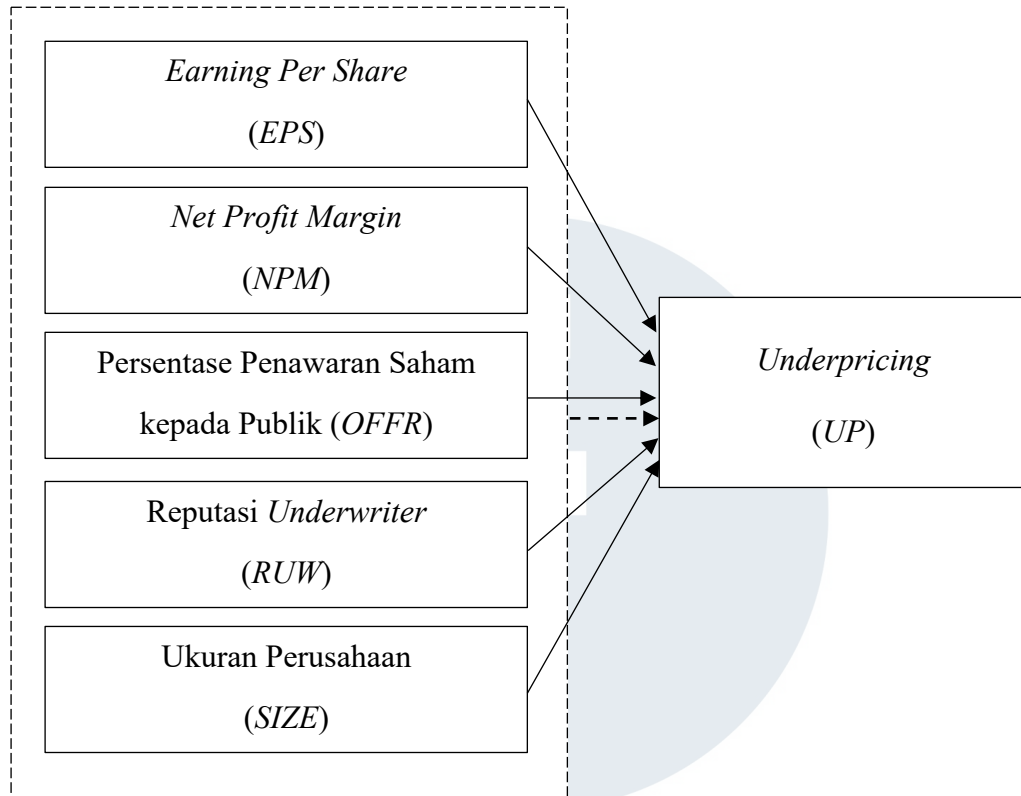 Earning Per Share
(EPS)
Net Profit Margin
(NPM)
Persentase Penawaran Saham
kepada Publik (OFFR)
Reputasi Underwriter
(RUW)
Ukuran Perusahaan
(SIZE)
Underpricing
(UP)